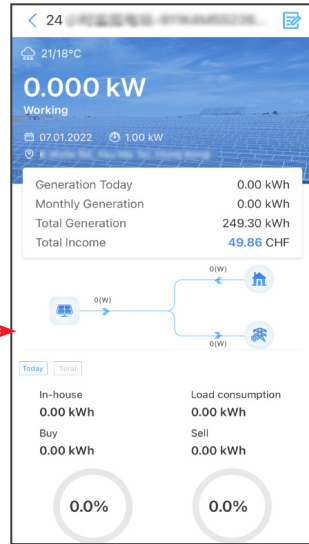 24
21/18°C
0.000 kW
Working
07.01.2022 1.00 kW
Generation Today 0.00 kWh
Monthly Generation 0.00 kWh
Total Generation 249.30 kWh
Total Income 49.86 CHF
0(W)
0(W)
0(W)
Today Total
In-house Load consumption
0.00 kWh 0.00 kWh
Buy Sell
0.00 kWh 0.00 kWh
0.0% 0.0%